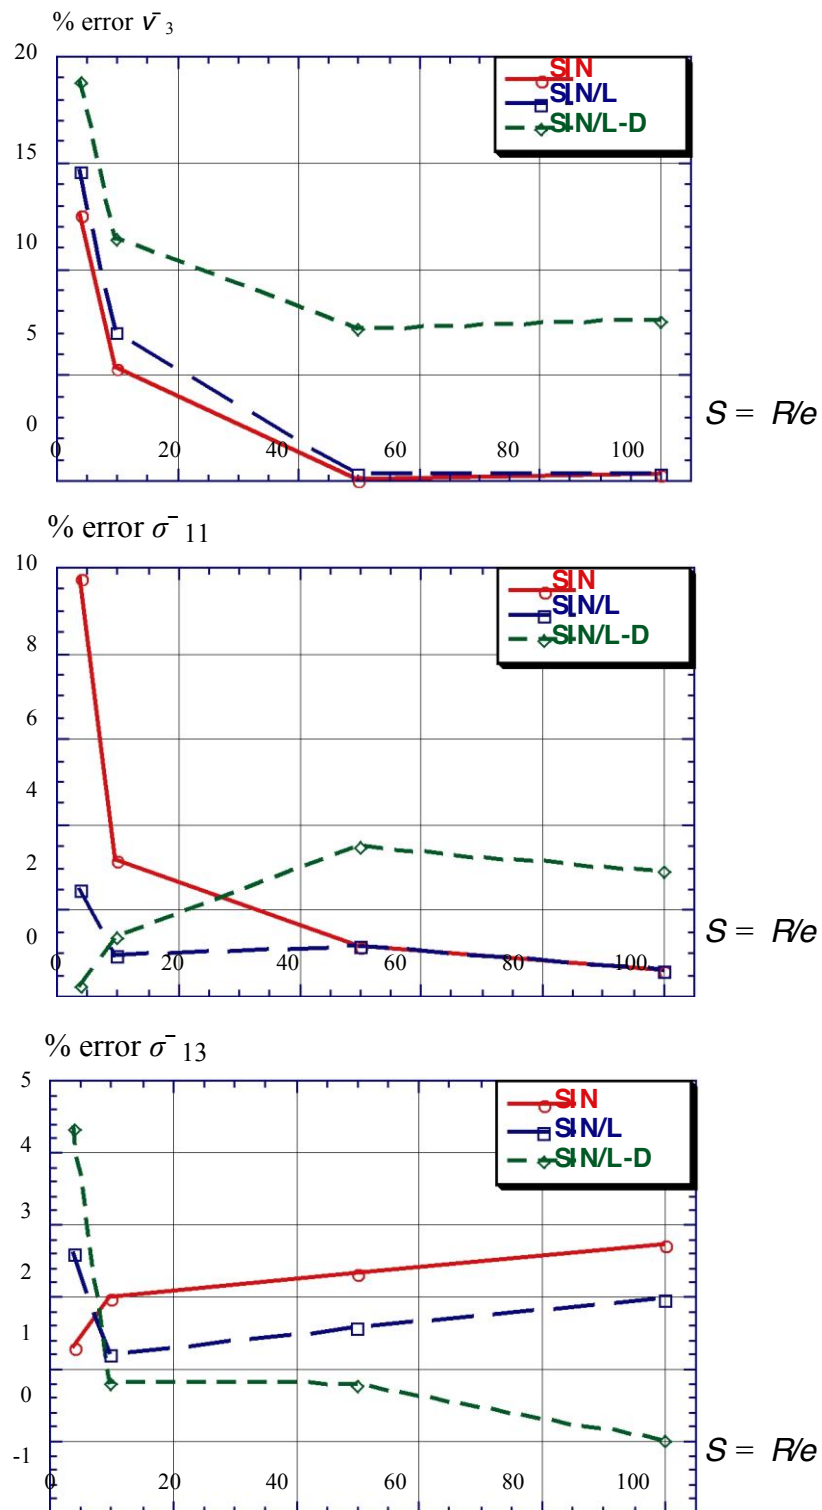 % error v̄ 3
20
SIN
SIN/L
SIN/L-D
15
10
5
0
S = R/e
0 20 40 60 80 100
% error σ̄ 11
10
SIN
SIN/L
SIN/L-D
8
6
4
2
0
S = R/e
0 20 40 60 80 100
% error σ̄ 13
5
SIN
SIN/L
SIN/L-D
4
3
2
1
0
-1
S = R/e
0 20 40 60 80 100